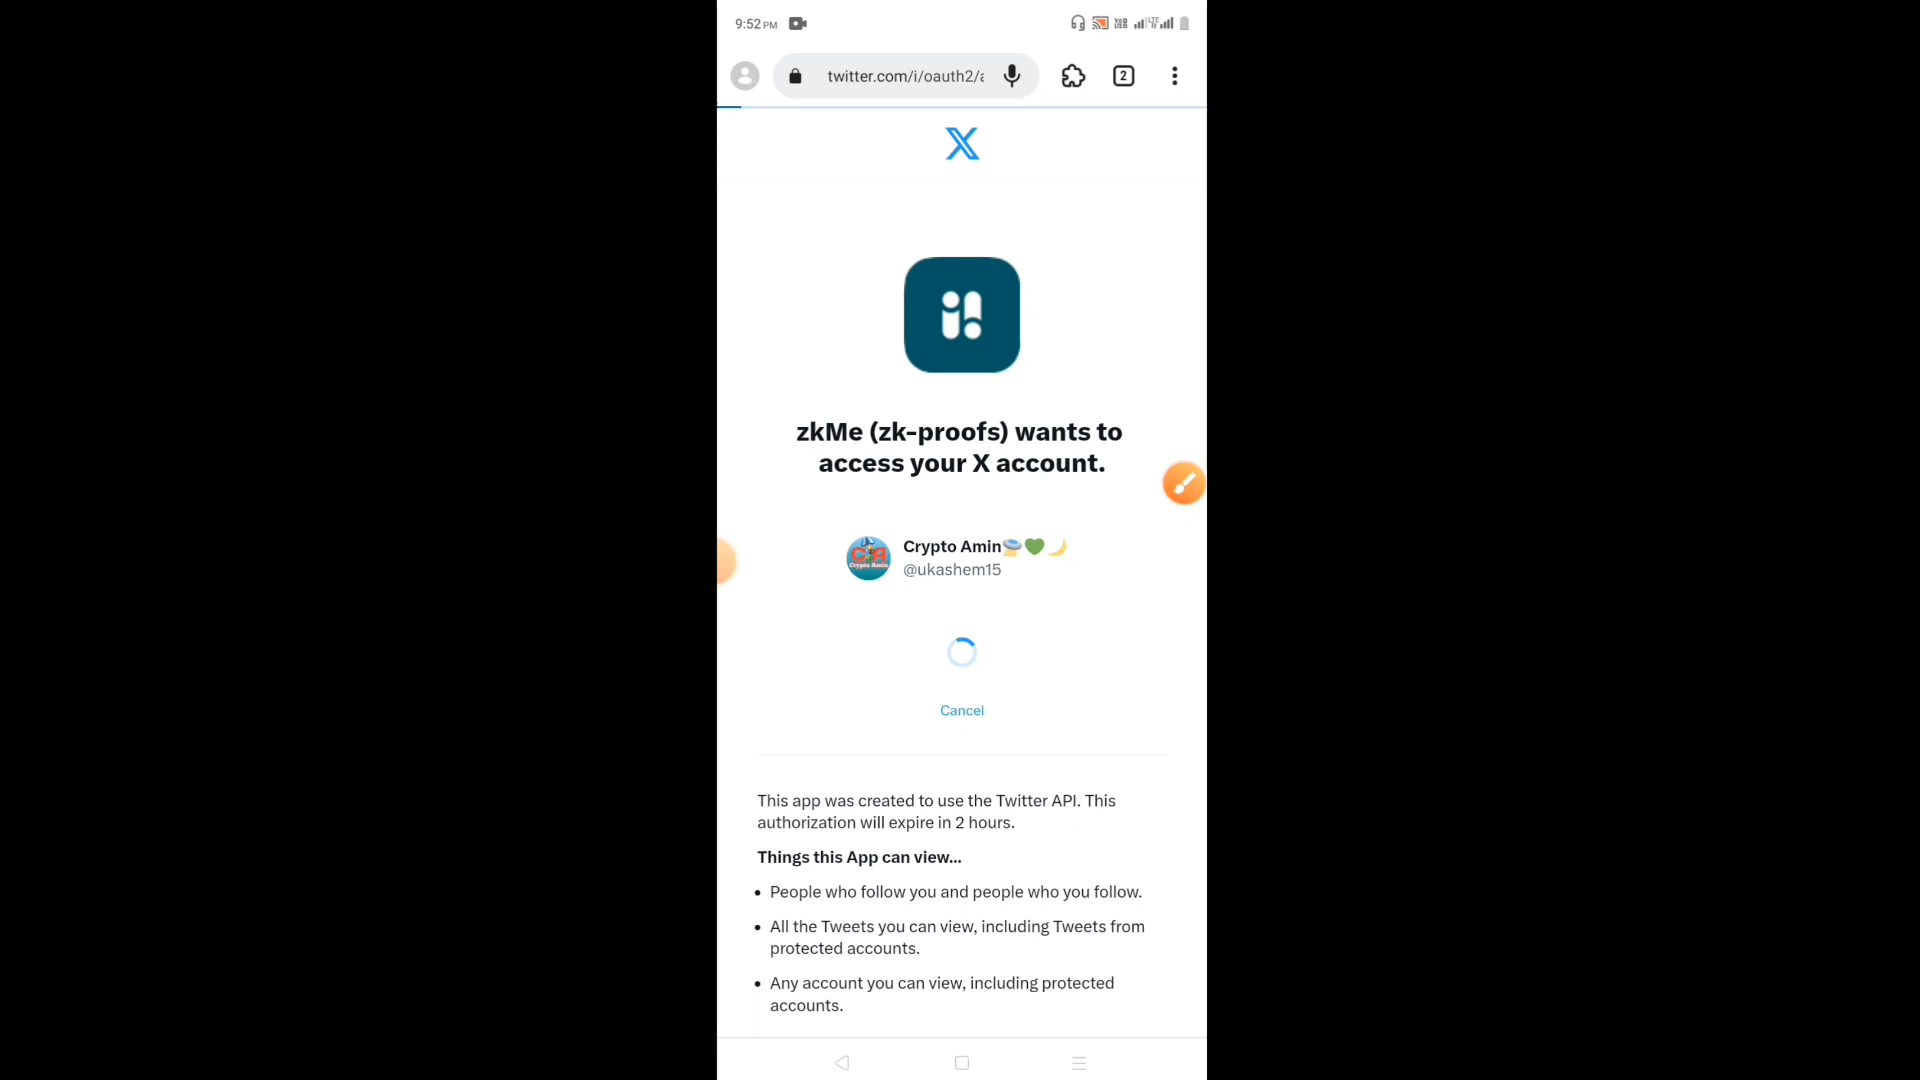 9:52 PM
twitter.com/i/oauth2/a
2
zkMe (zk-proofs) wants to
access your X account.
Crypto Amin
@ukashem15
Cancel
This app was created to use the Twitter API. This
authorization will expire in 2 hours.
Things this App can view...
• People who follow you and people who you follow.
• All the Tweets you can view, including Tweets from
protected accounts.
• Any account you can view, including protected
accounts.